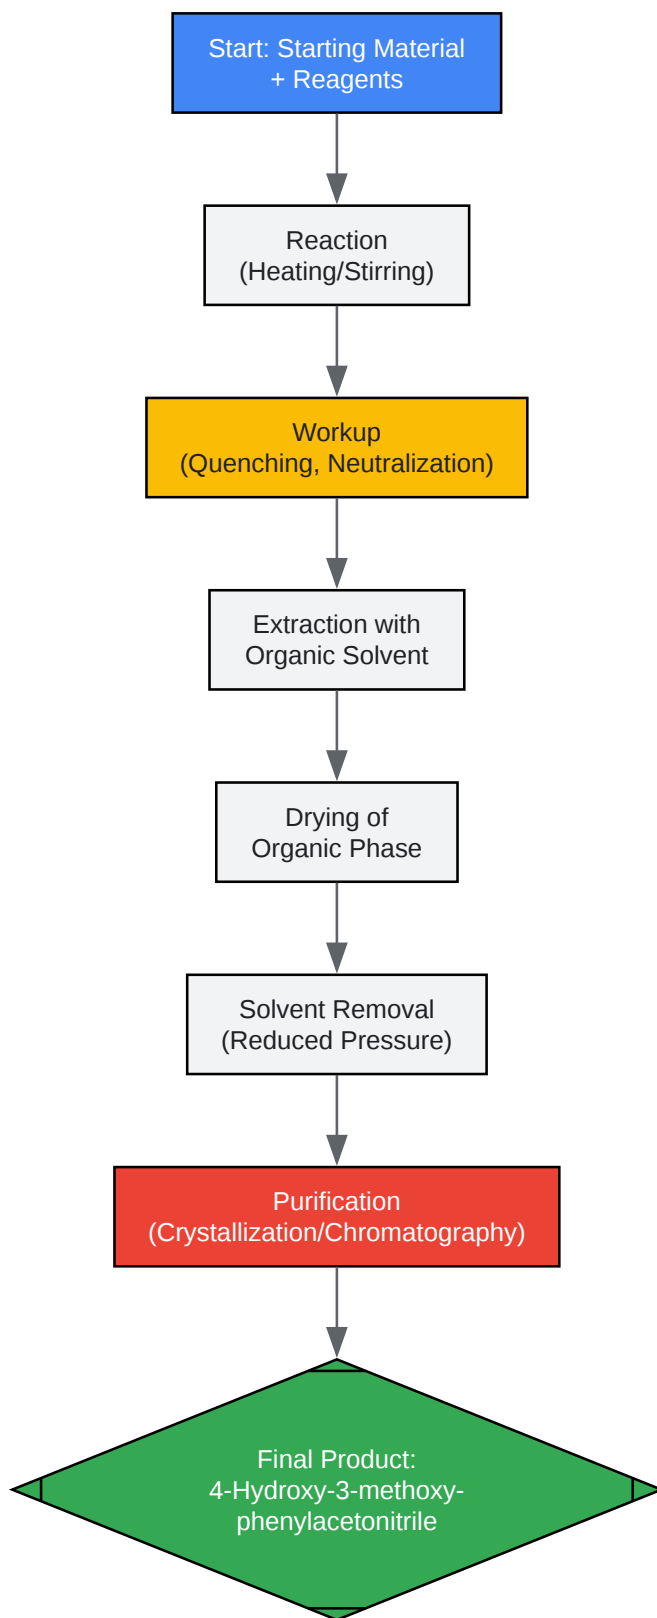 Start: Starting Material
+ Reagents
Reaction
(Heating/Stirring)
Workup
(Quenching, Neutralization)
Extraction with
Organic Solvent
Drying of
Organic Phase
Solvent Removal
(Reduced Pressure)
Purification
(Crystallization/Chromatography)
Final Product:
4-Hydroxy-3-methoxy-
phenylacetonitrile